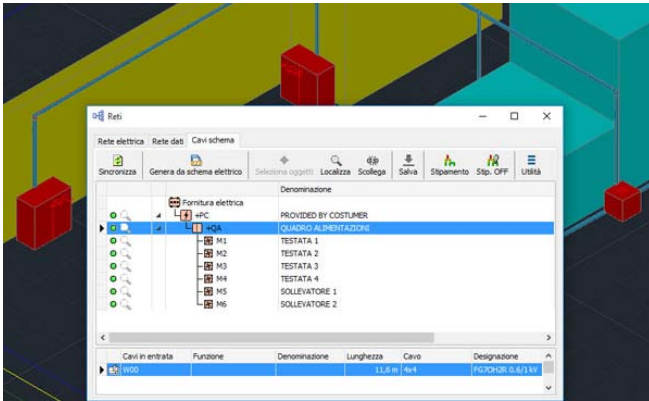 Reti
Rete elettrica Rete dati Cavi schema
Sincronizza Genera da schema elettrico Seleziona oggetti Localizza Scollega Salva Stipamento Stip. OFF Utilità
Denominazione
Fornitura elettrica
+PC PROVIDED BY COSTUMER
+QA QUADRO ALIMENTAZIONI
M1 TESTATA 1
M2 TESTATA 2
M3 TESTATA 3
M4 TESTATA 4
M5 SOLLEVATORE 1
M6 SOLLEVATORE 2
Cavi in entrata Funzione Denominazione Lunghezza Cavo Designazione
W00 11,6 m 4x4 FG7OH2R 0.6/1 kV